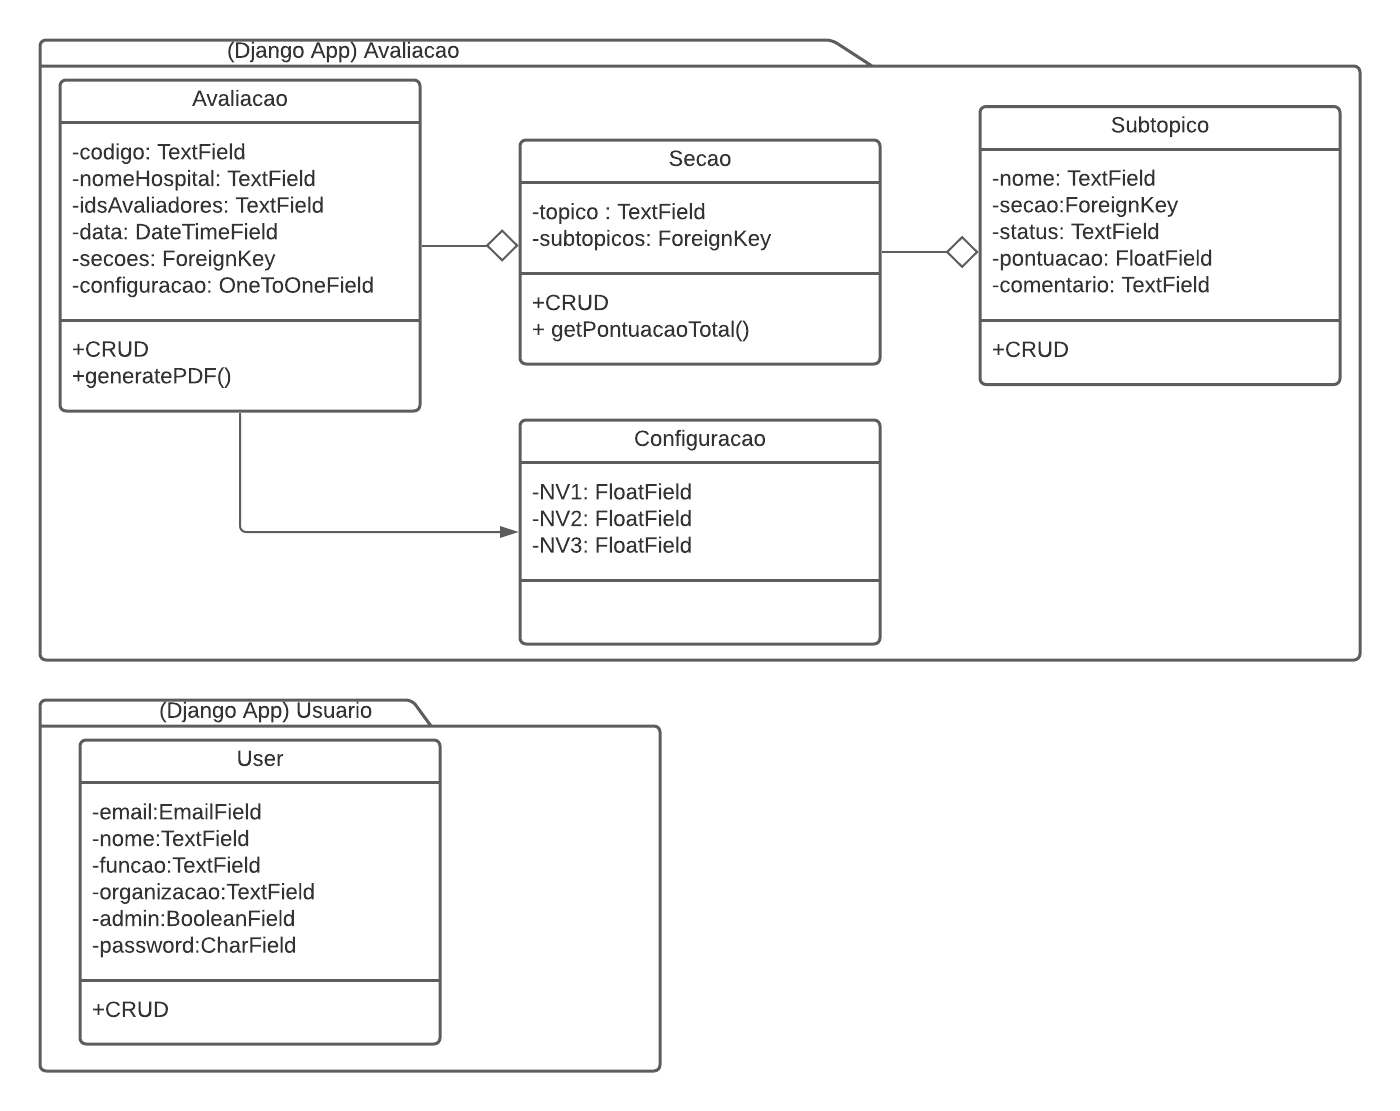 (Django App) Avaliacao
Avaliacao
-codigo: TextField
-nomeHospital: TextField
-idsAvaliadores: TextField
-data: DateTimeField
-secoes: ForeignKey
-configuracao: OneToOneField
+CRUD
+generatePDF()
Secao
-topico : TextField
-subtopicos: ForeignKey
+CRUD
+ getPontuacaoTotal()
Subtopico
-nome: TextField
-secao:ForeignKey
-status: TextField
-pontuacao: FloatField
-comentario: TextField
+CRUD
Configuracao
-NV1: FloatField
-NV2: FloatField
-NV3: FloatField
(Django App) Usuario
User
-email:EmailField
-nome:TextField
-funcao:TextField
-organizacao:TextField
-admin:BooleanField
-password:CharField
+CRUD